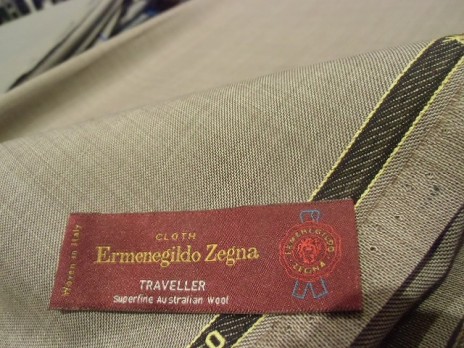 Woven in Italy
CLOTH
Ermenegildo Zegna
TRAVELLER
Superfine Australian Wool
ERMENEGILDO
ZEGNA
O